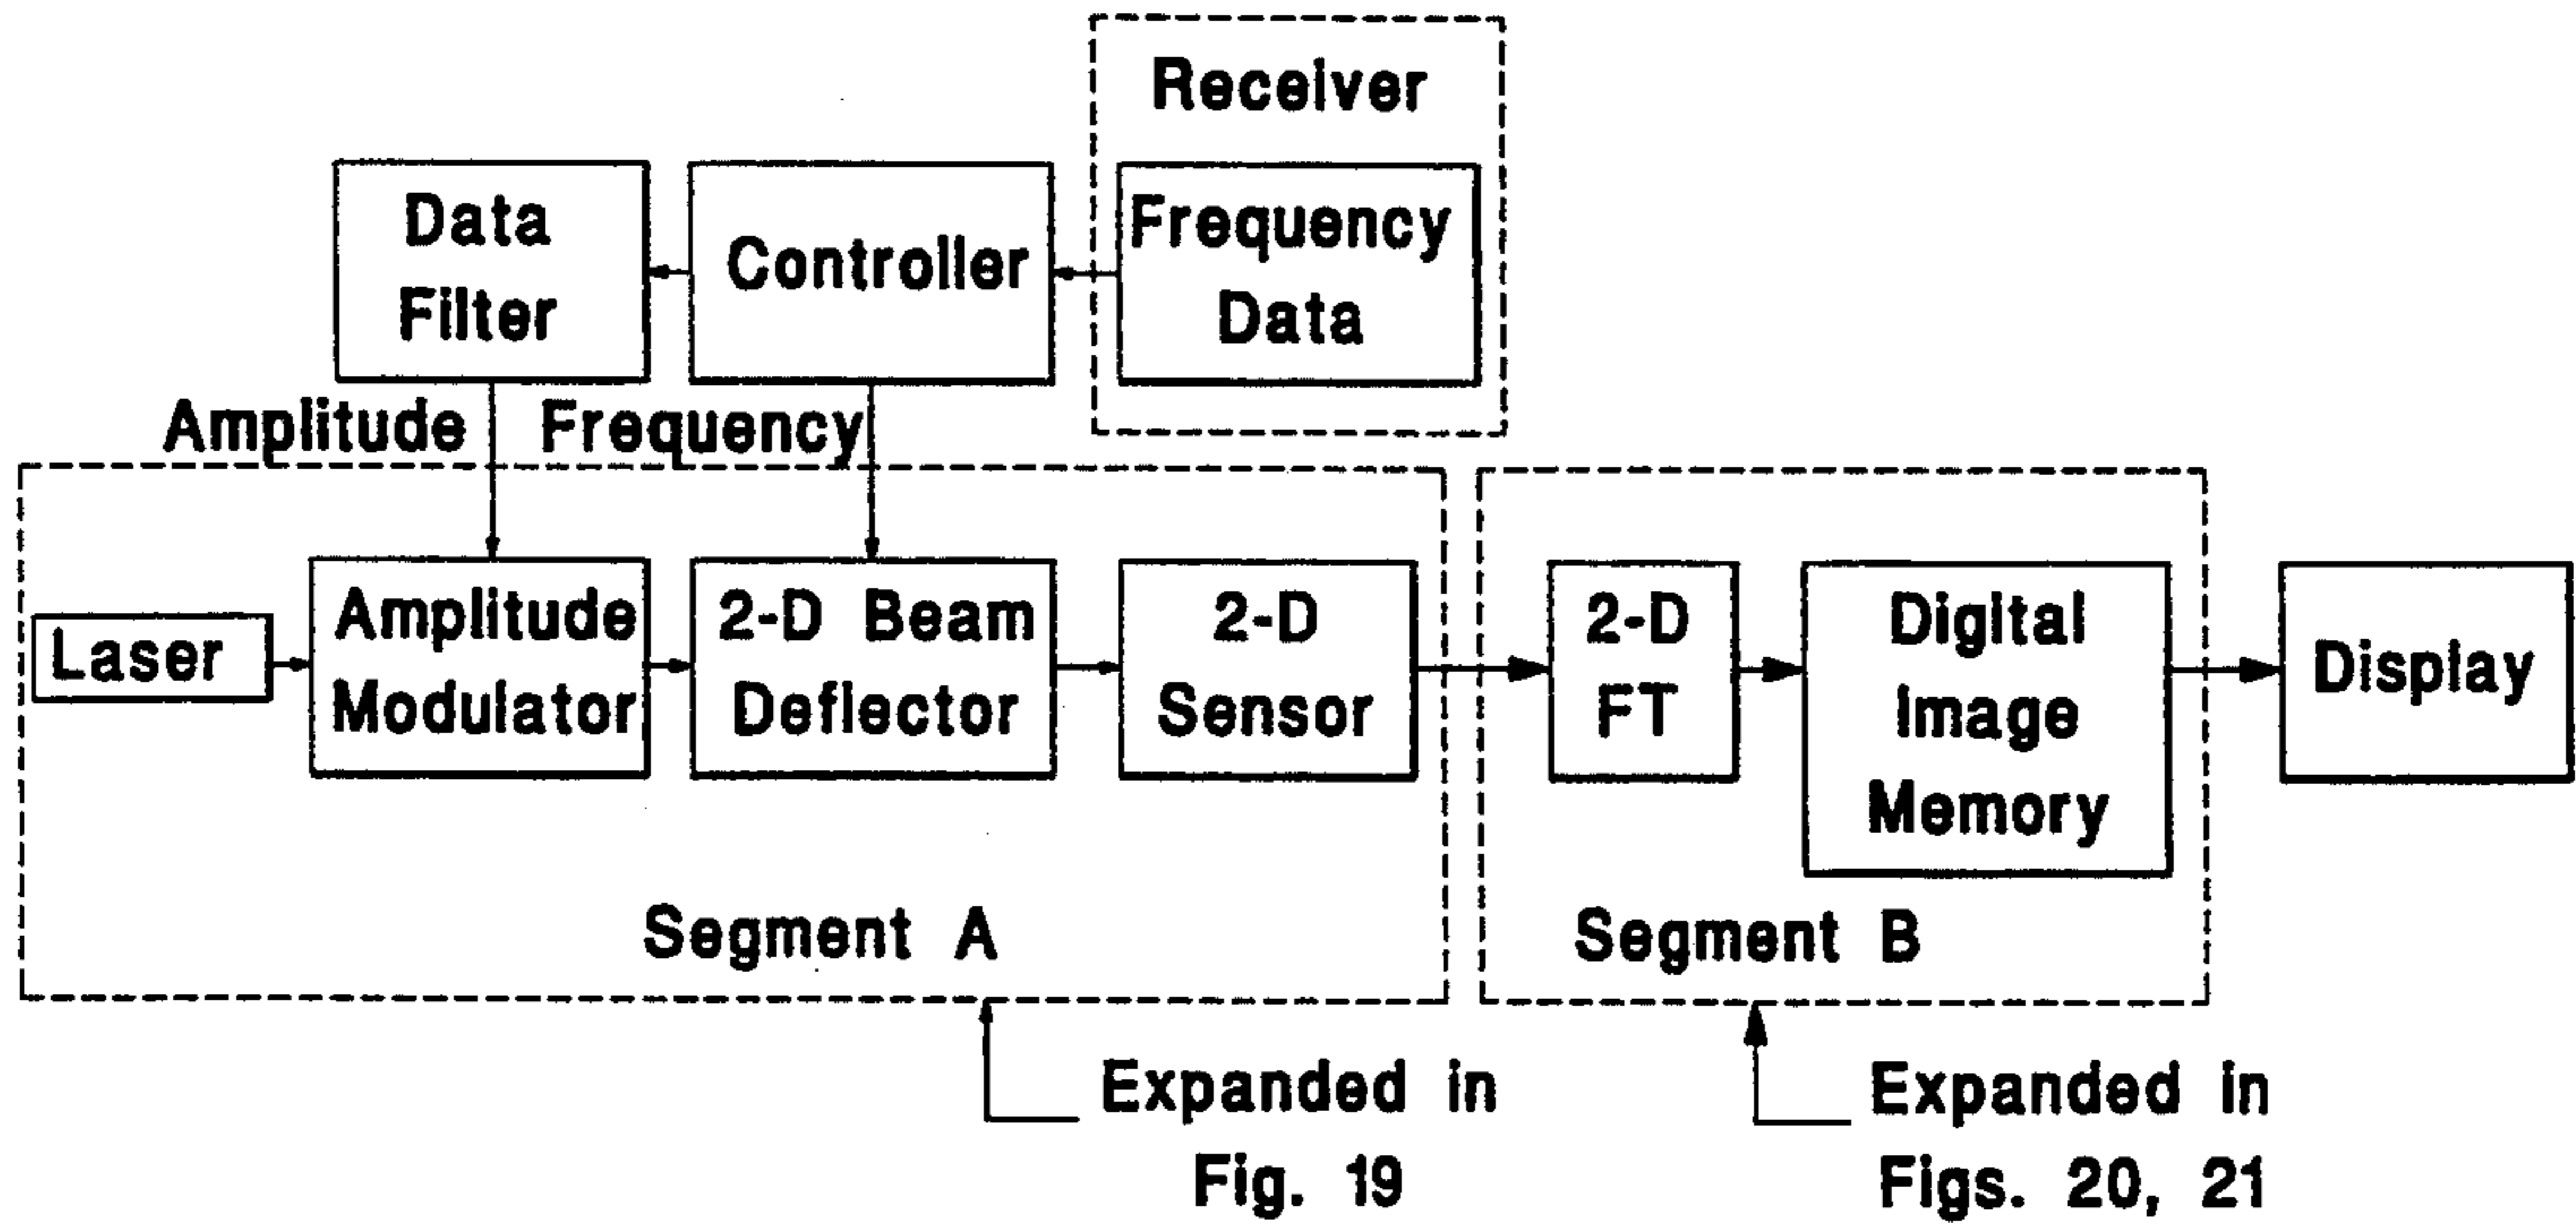 Receiver
Data
Filter
Controller
Frequency
Data
Amplitude
Frequency
Laser
Amplitude
Modulator
2-D Beam
Deflector
2-D
Sensor
2-D
FT
Digital
Image
Memory
Display
Segment A
Segment B
Expanded in
Fig. 19
Expanded in
Figs. 20, 21